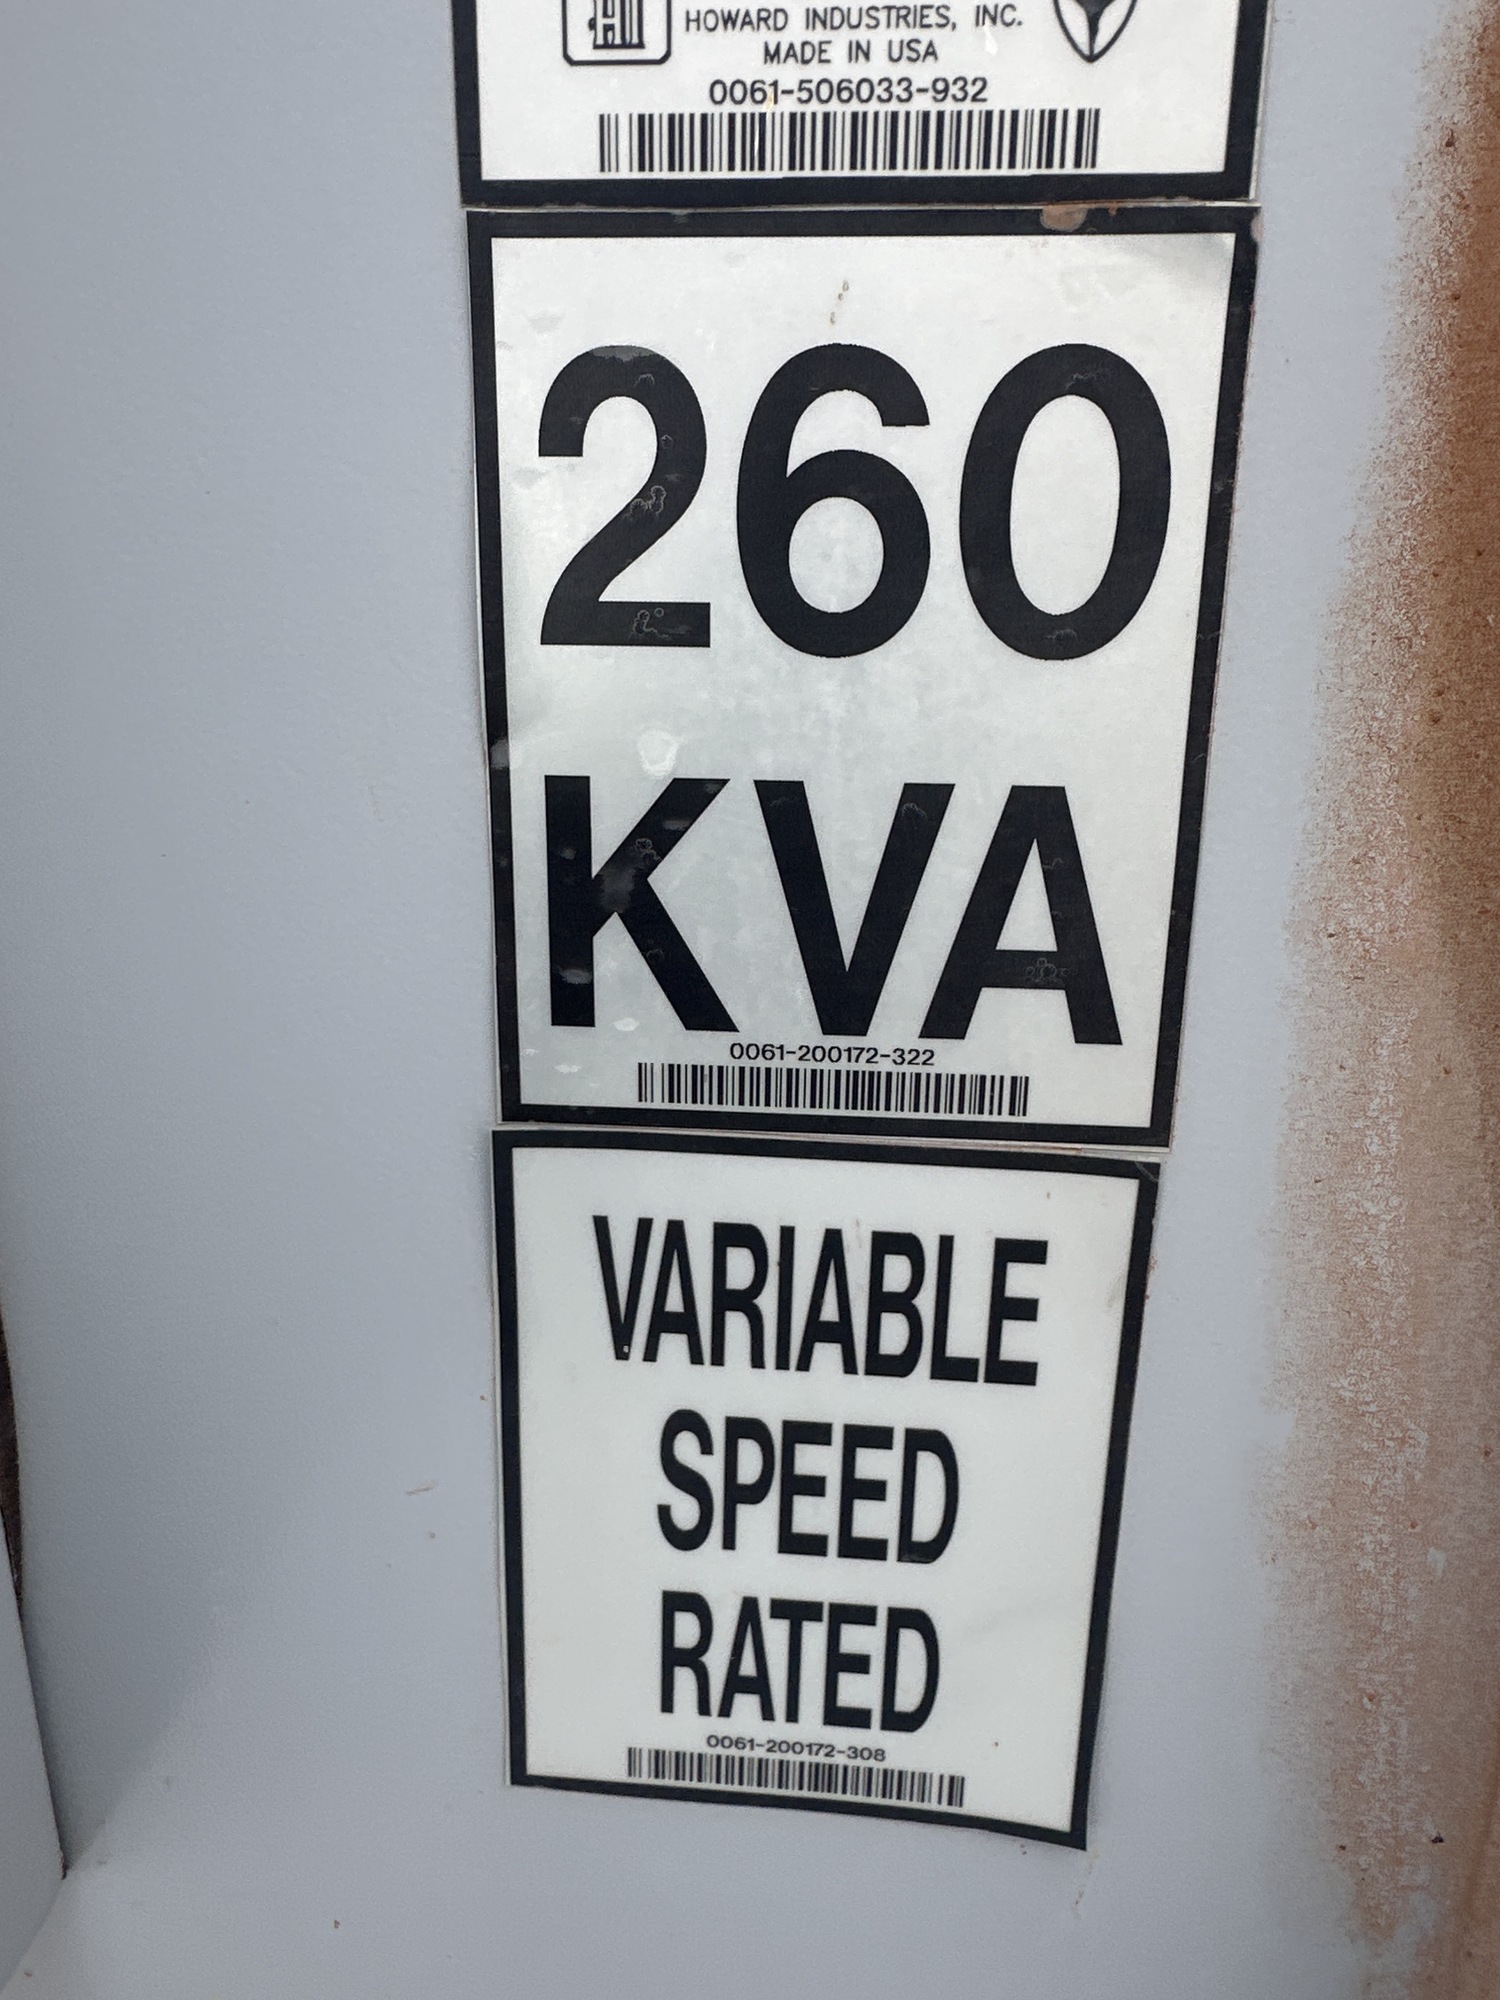 HI
HOWARD INDUSTRIES, INC.
MADE IN USA
0061-506033-932
260
KVA
0061-200172-322
VARIABLE
SPEED
RATED
0061-200172-308